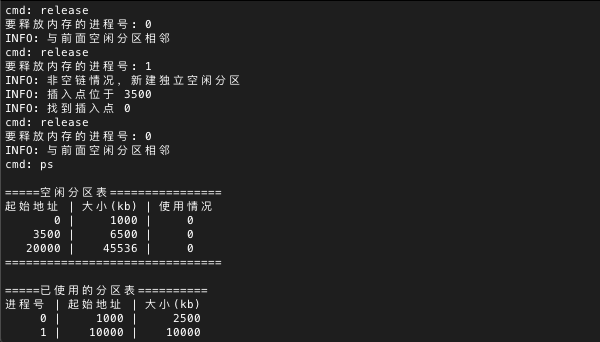 cmd: release
要释放内存的进程号: 0
INFO: 与前面空闲分区相邻
cmd: release
要释放内存的进程号: 1
INFO: 非空链情况, 新建独立空闲分区
INFO: 插入点位于 3500
INFO: 找到插入点 0
cmd: release
要释放内存的进程号: 0
INFO: 与前面空闲分区相邻
cmd: ps
=====空闲分区表================
起始地址 | 大小(kb) | 使用情况
0 | 1000 | 0
3500 | 6500 | 0
20000 | 45536 | 0
===============================
=====已使用的分区表==========
进程号 | 起始地址 | 大小(kb)
0 | 1000 | 2500
1 | 10000 | 10000